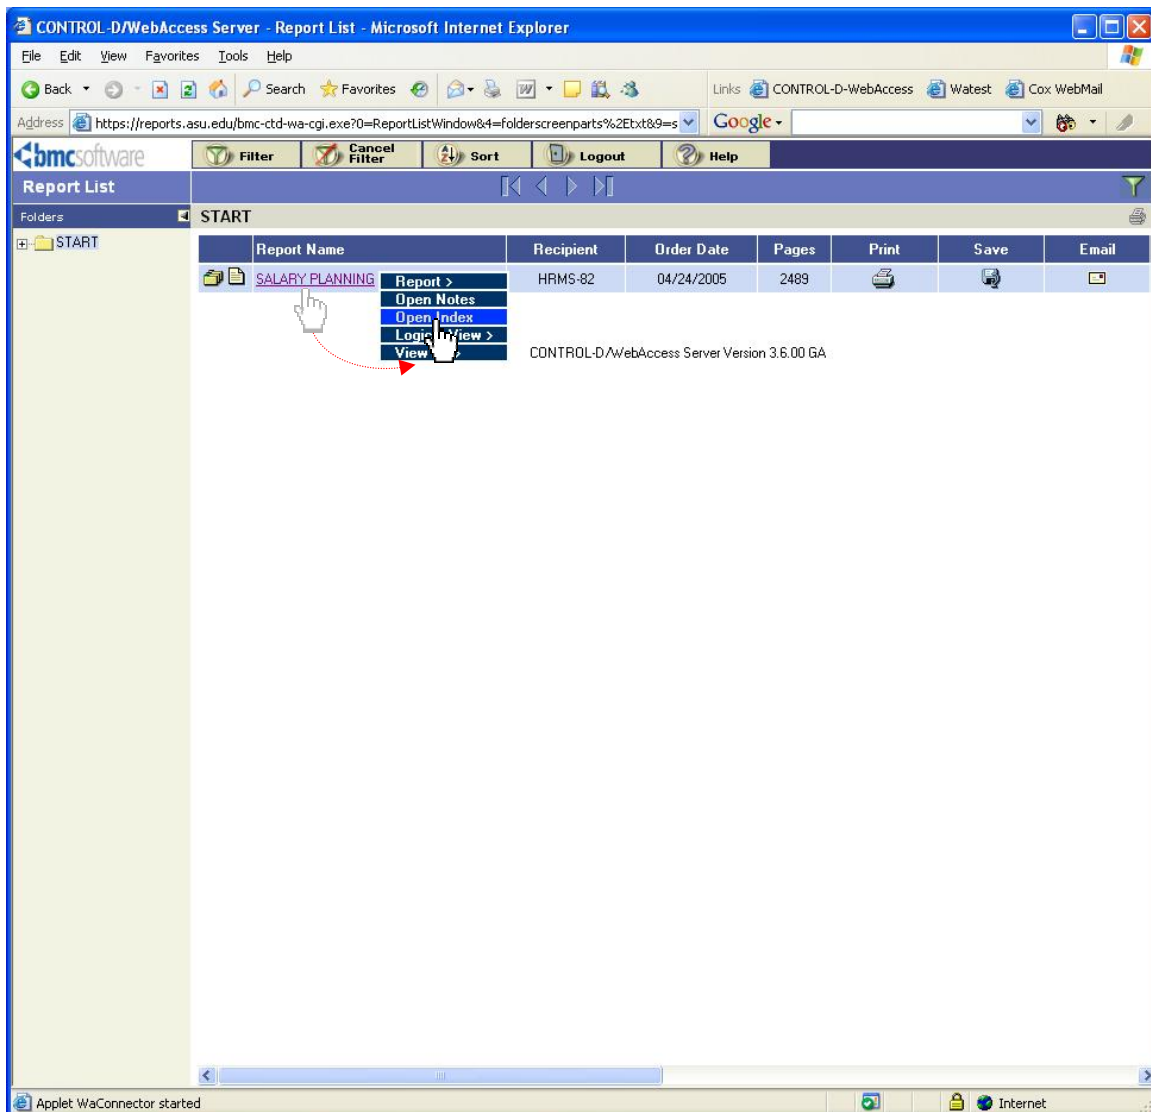 CONTROL-D/WebAccess Server - Report List - Microsoft Internet Explorer
File Edit View Favorites Tools Help
Back Search Favorites Links CONTROL-D-WebAccess Watest Cox WebMail
Address https://reports.asu.edu/bmc-ctd-wa-cgi.exe?0=ReportListWindow&4=folderscreenparts%2Etxt&9=s Google
bmcsoftware Filter Cancel Filter Sort Logout Help
Report List
Folders START
START
Report Name Recipient Order Date Pages Print Save Email
SALARY PLANNING HRMS-82 04/24/2005 2489
Report >
Open Notes
Open Index
View >
View
CONTROL-D/WebAccess Server Version 3.6.00 GA
Applet WaConnector started Internet